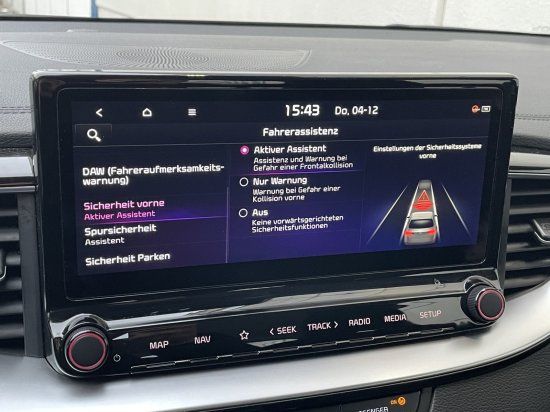 15:43 Do, 04-12
Fahrerassistenz
DAW (Fahreraufmerksamkeits-
warnung)
Sicherheit vorne
Aktiver Assistent
Spursicherheit
Assistent
Sicherheit Parken
Aktiver Assistent
Assistenz und Warnung bei
Gefahr einer Frontalkollision
Nur Warnung
Warnung bei Gefahr einer
Kollision vorne
Aus
Keine vorwärtsgerichteten
Sicherheitsfunktionen
Einstellungen der Sicherheitssysteme
vorne
MAP NAV < SEEK TRACK > RADIO MEDIA SETUP
ON